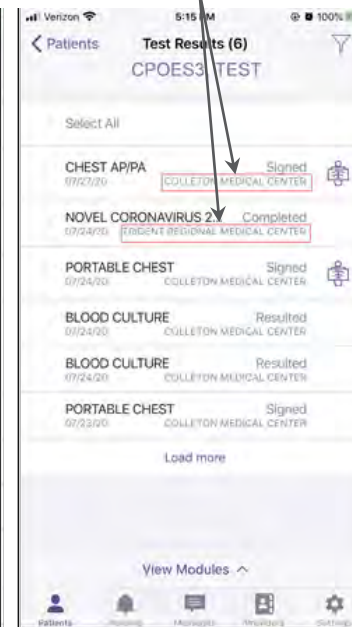 Verizon 5:15 PM 100%
Patients Test Results (6)
CPOES3, TEST
Select All
CHEST AP/PA Signed
07/27/20 COLLETON MEDICAL CENTER
NOVEL CORONAVIRUS 2... Completed
07/24/20 TRIDENT REGIONAL MEDICAL CENTER
PORTABLE CHEST Signed
07/24/20 COLLETON MEDICAL CENTER
BLOOD CULTURE Resulted
07/24/20 COLLETON MEDICAL CENTER
BLOOD CULTURE Resulted
07/24/20 COLLETON MEDICAL CENTER
PORTABLE CHEST Signed
07/23/20 COLLETON MEDICAL CENTER
Load more
View Modules
Patients Messages Settings